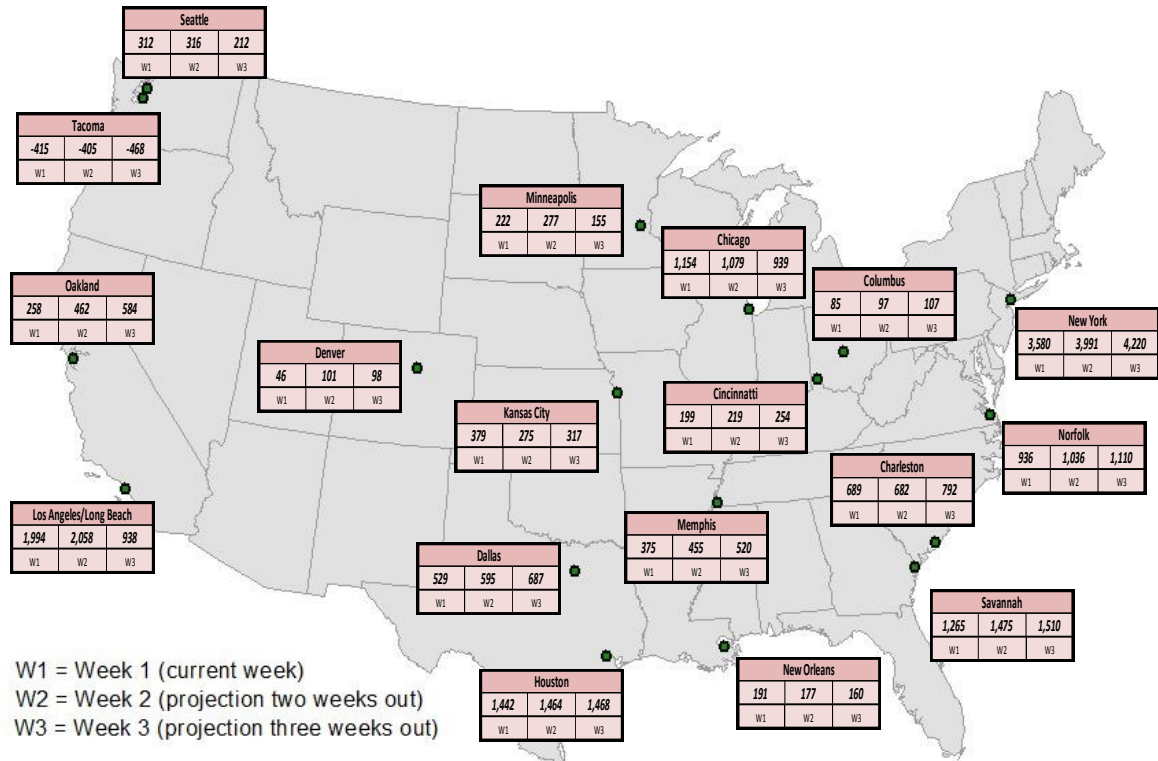 Seattle
312 316 212
W1 W2 W3
Tacoma
-415 -405 -468
W1 W2 W3
Minneapolis
222 277 155
W1 W2 W3
Chicago
1,154 1,079 939
W1 W2 W3
Oakland
258 462 584
W1 W2 W3
Columbus
85 97 107
W1 W2 W3
New York
3,580 3,991 4,220
W1 W2 W3
Denver
46 101 98
W1 W2 W3
Cincinnatti
199 219 254
W1 W2 W3
Kansas City
379 275 317
W1 W2 W3
Norfolk
936 1,036 1,110
W1 W2 W3
Charleston
689 682 792
W1 W2 W3
Los Angeles/Long Beach
1,994 2,058 938
W1 W2 W3
Memphis
375 455 520
W1 W2 W3
Dallas
529 595 687
W1 W2 W3
Savannah
1,265 1,475 1,510
W1 W2 W3
New Orleans
191 177 160
W1 W2 W3
Houston
1,442 1,464 1,468
W1 W2 W3
W1 = Week 1 (current week)
W2 = Week 2 (projection two weeks out)
W3 = Week 3 (projection three weeks out)